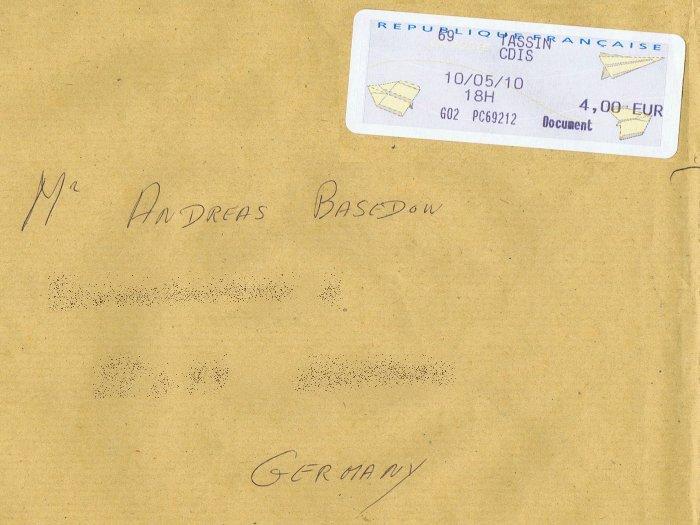 REPUBLIQUE FRANÇAISE
69 TASSIN
CDIS
10/05/10
18H
4,00 EUR
G02 PC69212 Document
Mr ANDREAS BASEDOW
GERMANY